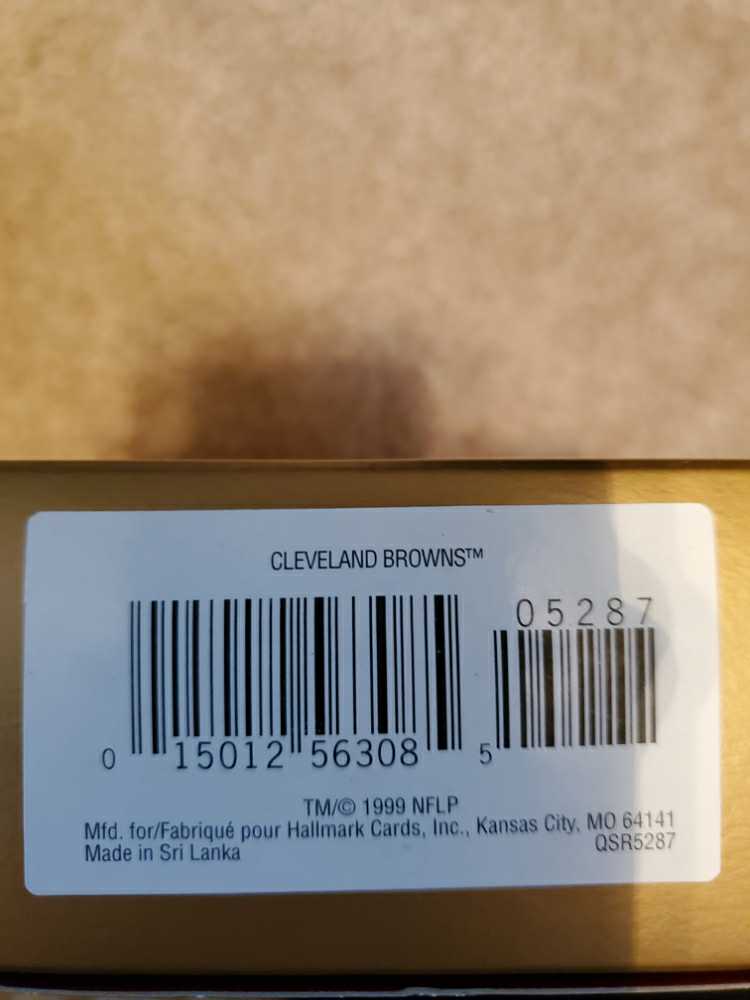 CLEVELAND BROWNS™
05287
0 15012 56308 5
TM/© 1999 NFLP
Mfd. for/Fabriqué pour Hallmark Cards, Inc., Kansas City, MO 64141
Made in Sri Lanka QSR5287